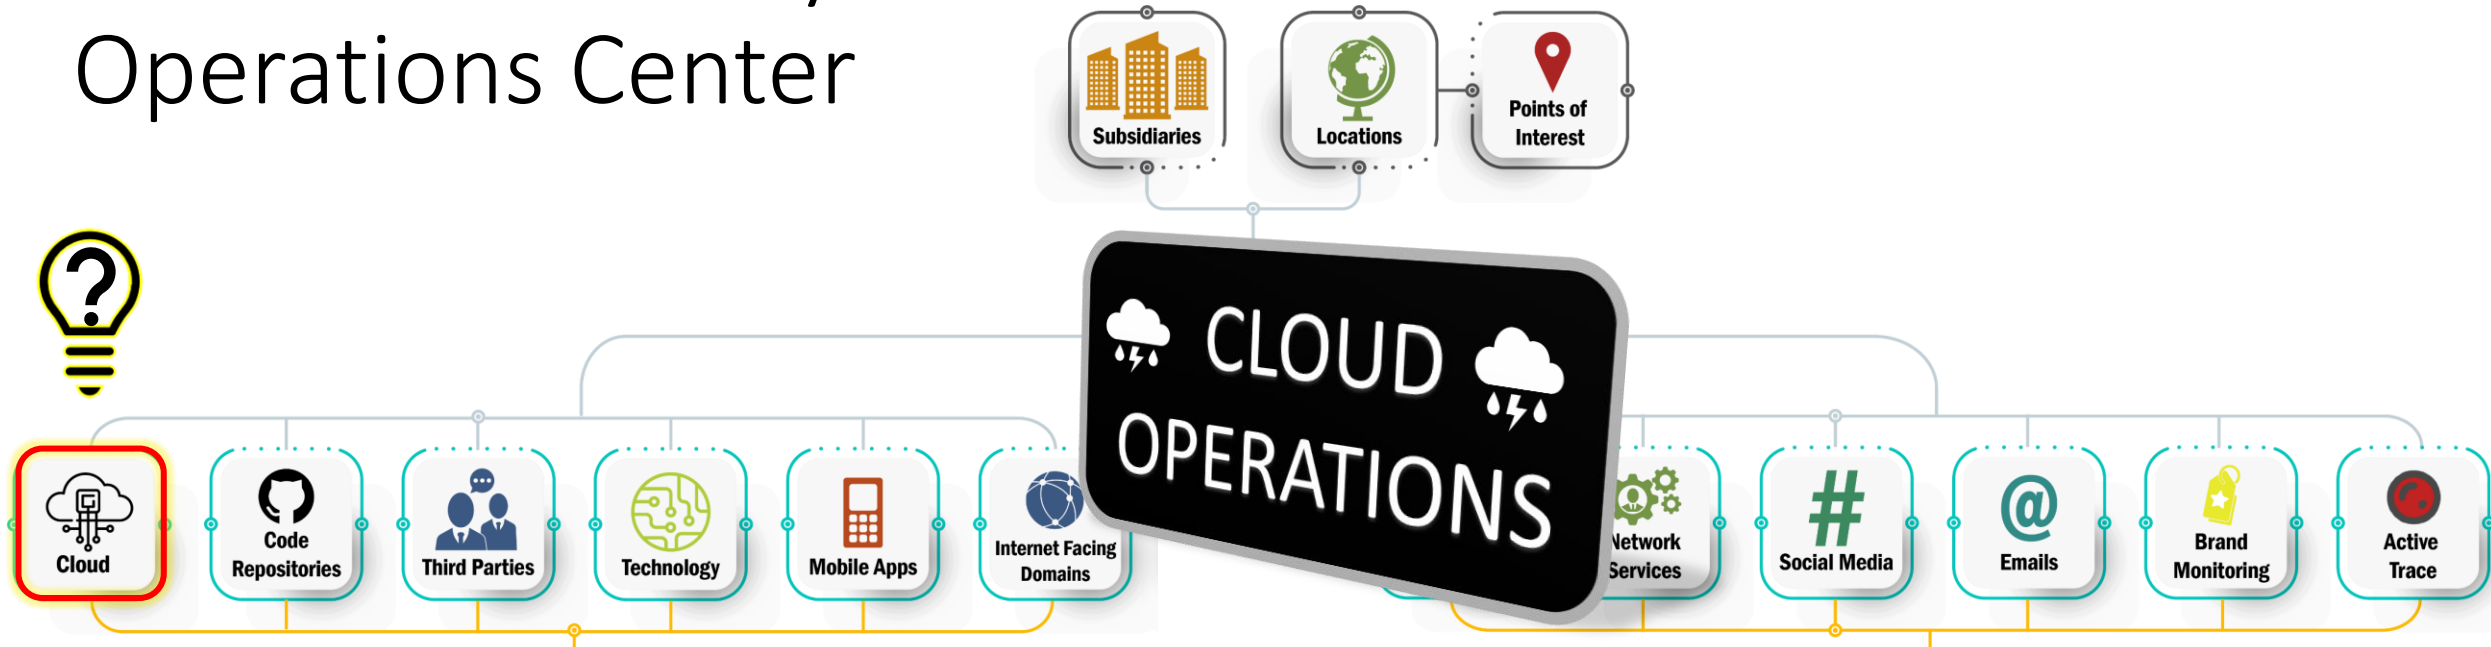 Operations Center
Subsidiaries
Locations
Points of
Interest
?
CLOUD
OPERATIONS
Cloud
Code
Repositories
Third Parties
Technology
Mobile Apps
Internet Facing
Domains
Network
Services
#
Social Media
@
Emails
Brand
Monitoring
Active
Trace